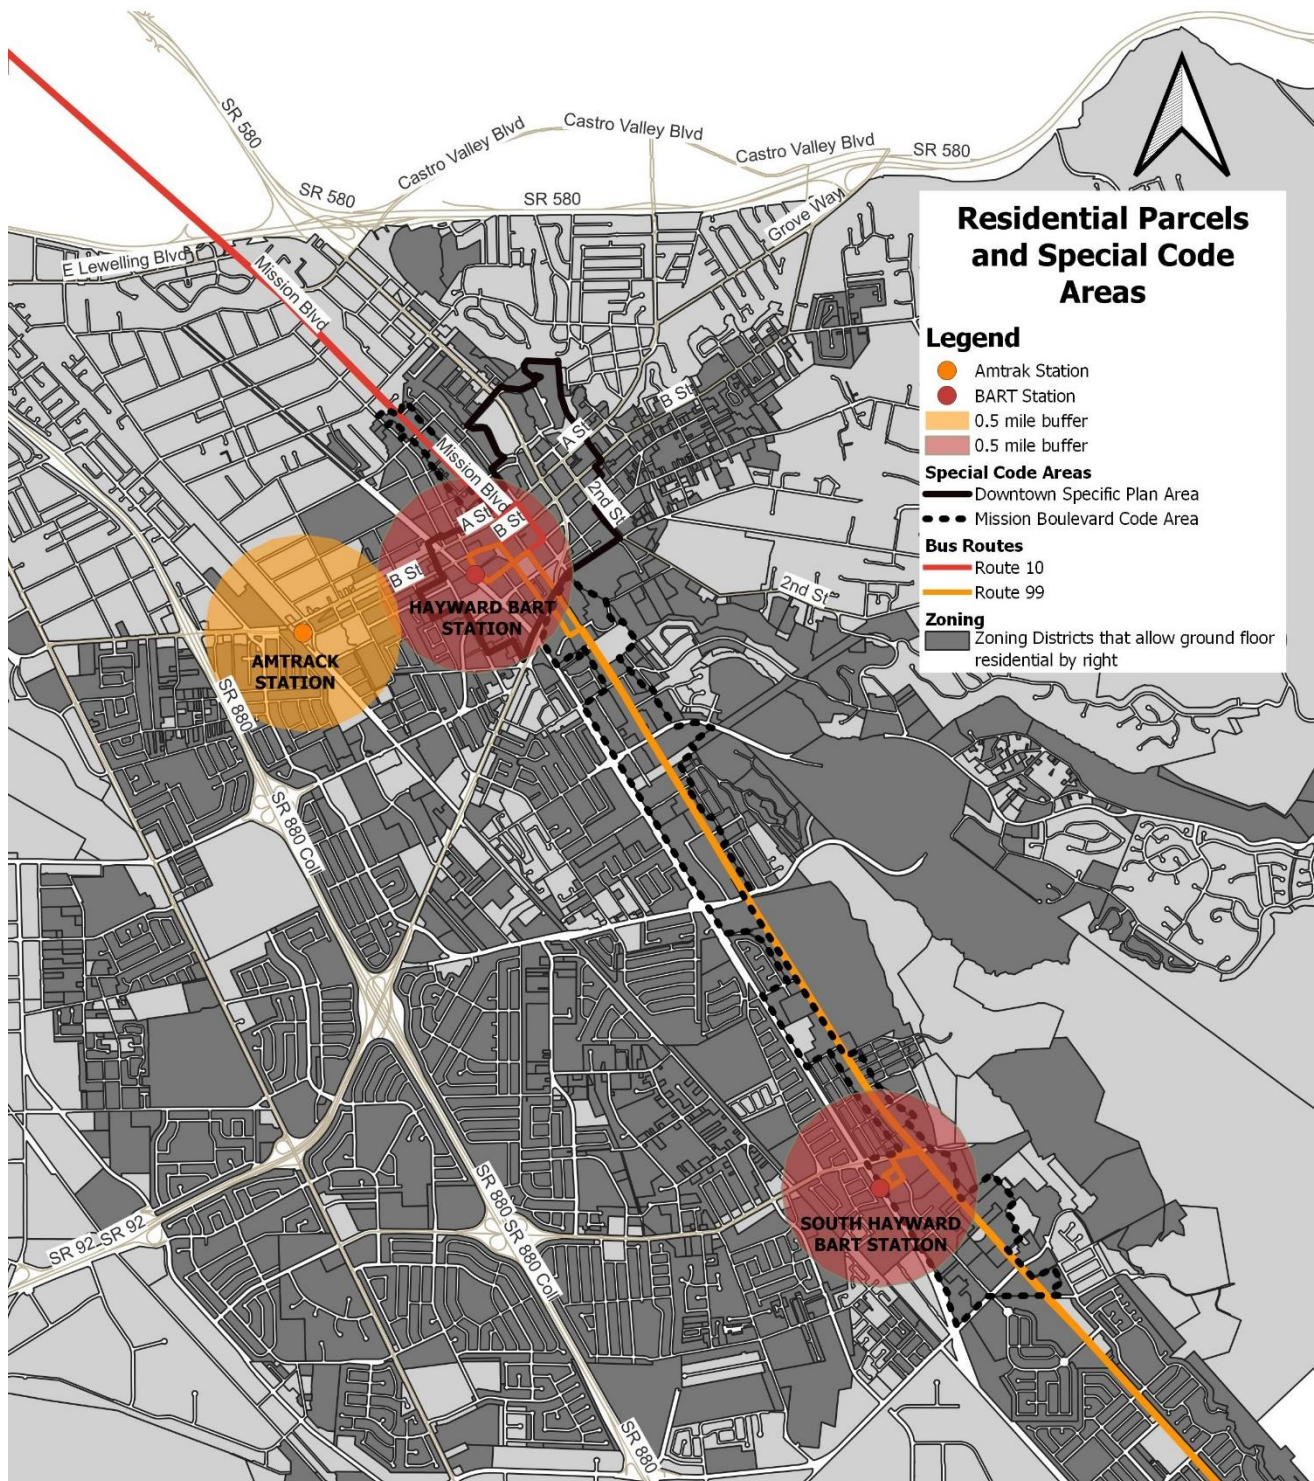 SR 580
Castro Valley Blvd
Castro Valley Blvd
Castro Valley Blvd
SR 580
SR 580
SR 580
Grove Way
E Lewelling Blvd
Mission Blvd
Residential Parcels
and Special Code
Areas
Legend
Amtrak Station
BART Station
0.5 mile buffer
0.5 mile buffer
Special Code Areas
Downtown Specific Plan Area
Mission Boulevard Code Area
Bus Routes
Route 10
Route 99
Zoning
Zoning Districts that allow ground floor
residential by right
B St
A St
Mission Blvd
2nd St
A St
B St
B St
2nd St
HAYWARD BART
STATION
AMTRACK
STATION
SR 880
SR 880 Coll
SOUTH HAYWARD
BART STATION
SR 92
SR 92
SR 880
SR 880 Coll
SR 880